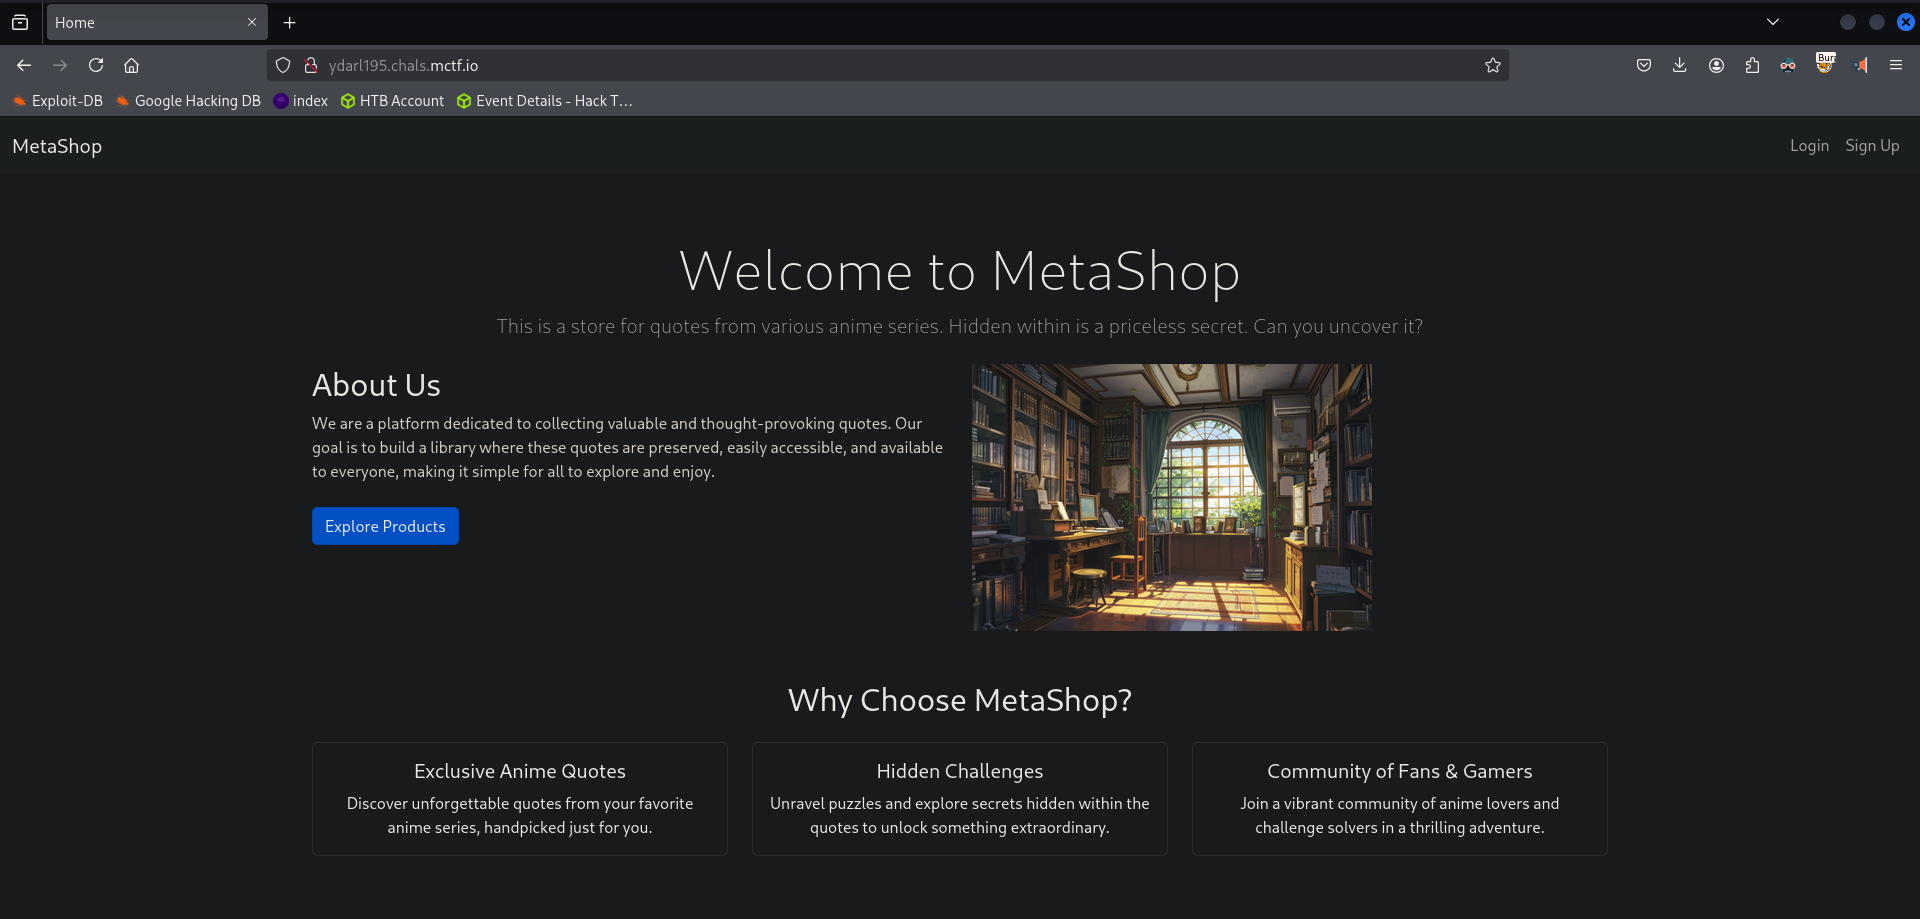 Home
ydarl195.chals.mctf.io
Burp
Exploit-DB Google Hacking DB index HTB Account Event Details - Hack T…
MetaShop Login Sign Up
Welcome to MetaShop
This is a store for quotes from various anime series. Hidden within is a priceless secret. Can you uncover it?
About Us
We are a platform dedicated to collecting valuable and thought-provoking quotes. Our
goal is to build a library where these quotes are preserved, easily accessible, and available
to everyone, making it simple for all to explore and enjoy.
Explore Products
Why Choose MetaShop?
Exclusive Anime Quotes
Discover unforgettable quotes from your favorite
anime series, handpicked just for you.
Hidden Challenges
Unravel puzzles and explore secrets hidden within the
quotes to unlock something extraordinary.
Community of Fans & Gamers
Join a vibrant community of anime lovers and
challenge solvers in a thrilling adventure.